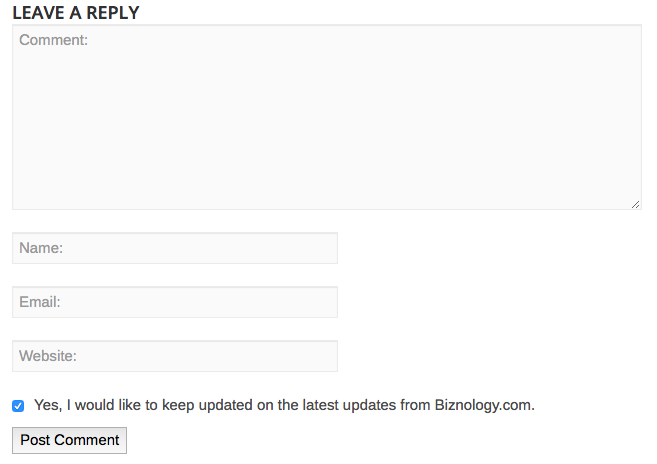 LEAVE A REPLY
Comment:
Name:
Email:
Website:
Yes, I would like to keep updated on the latest updates from Biznology.com.
Post Comment